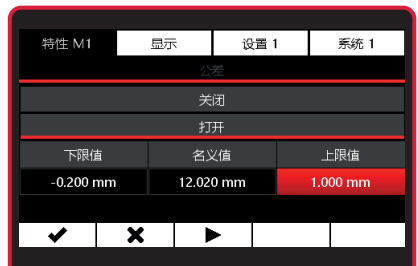 特性 M1 显示 设置 1 系统 1
公差
关闭
打开
下限值 名义值 上限值
-0.200 mm 12.020 mm 1.000 mm